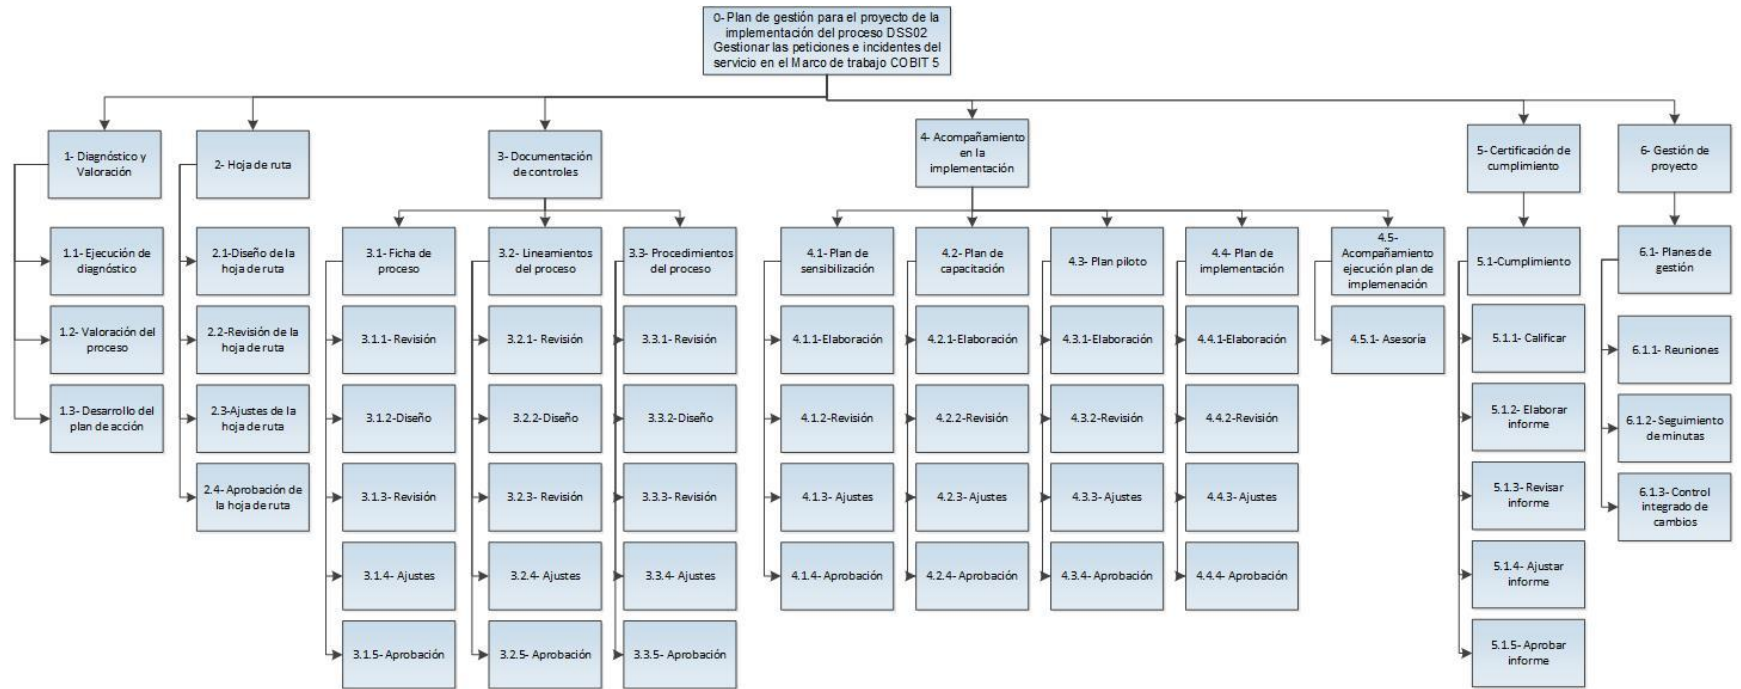 0- Plan de gestión para el proyecto de la
implementación del proceso DSS02
Gestionar las peticiones e incidentes del
servicio en el Marco de trabajo COBIT 5
1- Diagnóstico y
Valoración
2- Hoja de ruta
3- Documentación
de controles
4- Acompañamiento
en la
implementación
5- Certificación de
cumplimiento
6- Gestión de
proyecto
1.1- Ejecución de
diagnóstico
1.2- Valoración del
proceso
1.3- Desarrollo del
plan de acción
2.1-Diseño de la
hoja de ruta
2.2-Revisión de la
hoja de ruta
2.3-Ajustes de la
hoja de ruta
2.4- Aprobación de
la hoja de ruta
3.1- Ficha de
proceso
3.1.1- Revisión
3.1.2-Diseño
3.1.3- Revisión
3.1.4- Ajustes
3.1.5- Aprobación
3.2- Lineamientos
del proceso
3.2.1- Revisión
3.2.2-Diseño
3.2.3- Revisión
3.2.4- Ajustes
3.2.5- Aprobación
3.3- Procedimientos
del proceso
3.3.1- Revisión
3.3.2-Diseño
3.3.3- Revisión
3.3.4- Ajustes
3.3.5- Aprobación
4.1- Plan de
sensibilización
4.1.1-Elaboración
4.1.2-Revisión
4.1.3- Ajustes
4.1.4- Aprobación
4.2- Plan de
capacitación
4.2.1-Elaboración
4.2.2-Revisión
4.2.3- Ajustes
4.2.4- Aprobación
4.3- Plan piloto
4.3.1-Elaboración
4.3.2-Revisión
4.3.3- Ajustes
4.3.4- Aprobación
4.4- Plan de
implementación
4.4.1-Elaboración
4.4.2-Revisión
4.4.3- Ajustes
4.4.4- Aprobación
4.5-
Acompañamiento
ejecución plan de
implemenación
4.5.1- Asesoría
5.1-Cumplimiento
5.1.1- Calificar
5.1.2- Elaborar
informe
5.1.3- Revisar
informe
5.1.4- Ajustar
informe
5.1.5- Aprobar
informe
6.1- Planes de
gestión
6.1.1- Reuniones
6.1.2- Seguimiento
de minutas
6.1.3- Control
integrado de
cambios